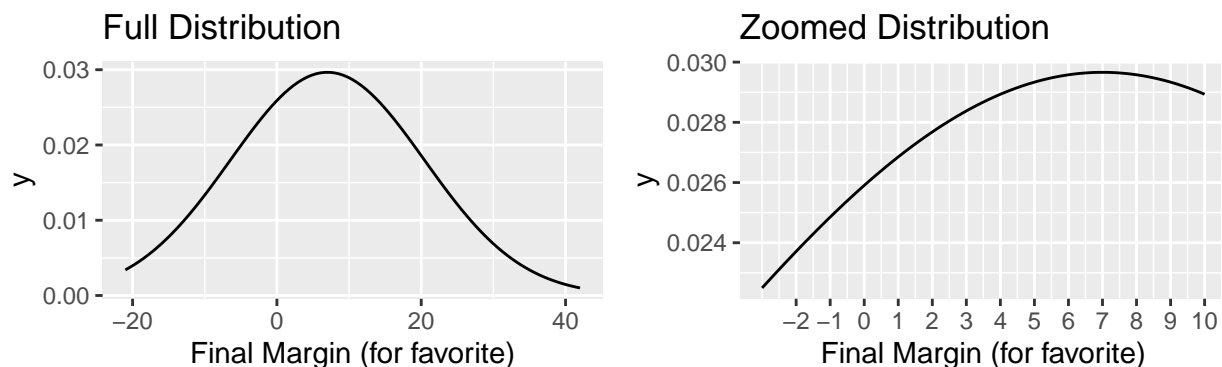 Full Distribution
0.03
0.02
0.01
0.00
y
−20 0 20 40
Final Margin (for favorite)
Zoomed Distribution
0.030
0.028
0.026
0.024
y
−2 −1 0 1 2 3 4 5 6 7 8 9 10
Final Margin (for favorite)